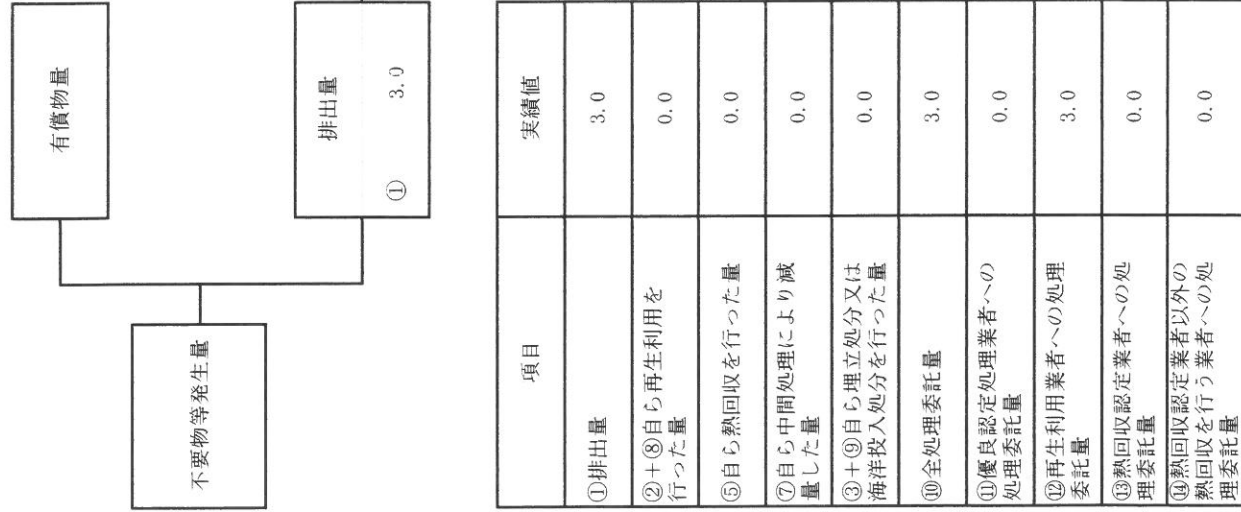 有償物量
不要物等発生量
排出量
① 3.0
項目
実績値
①排出量
3.0
②+⑧自ら再生利用を
行った量
0.0
⑤自ら熱回収を行った量
0.0
⑦自ら中間処理により減
量した量
0.0
③+⑨自ら埋立処分又は
海洋投入処分を行った量
0.0
⑩全処理委託量
3.0
⑪優良認定処理業者への
処理委託量
0.0
⑫再生利用業者への処理
委託量
3.0
⑬熱回収認定業者への処
理委託量
0.0
⑭熱回収認定業者以外の
熱回収を行う業者への処
理委託量
0.0